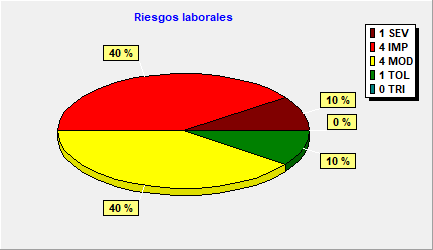 Riesgos laborales
1 SEV
4 IMP
4 MOD
1 TOL
0 TRI
40 %
10 %
0 %
10 %
40 %